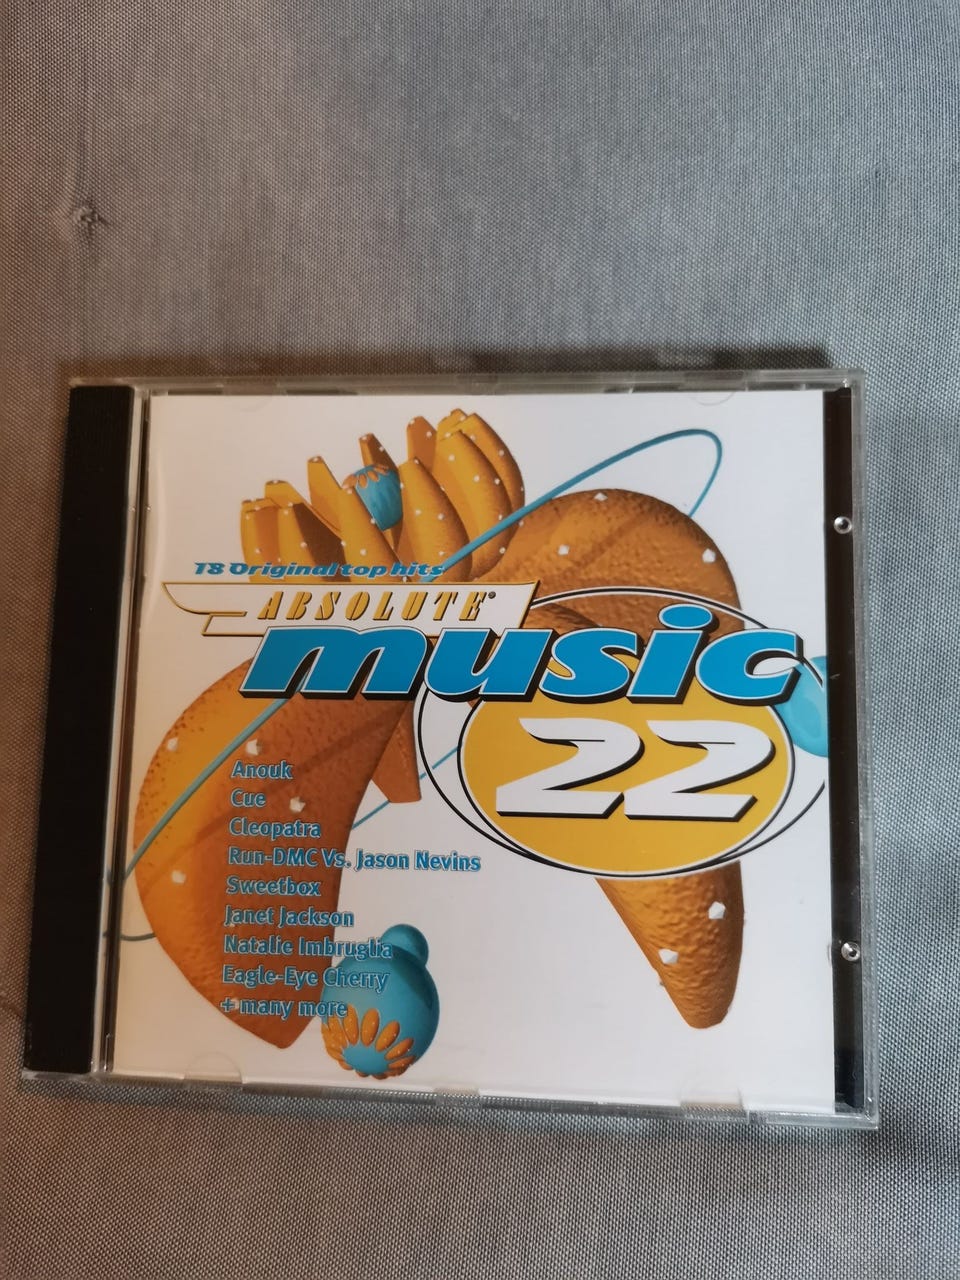 18 Original top hits
ABSOLUTE®
music
22
Anouk
Cue
Cleopatra
Run-DMC Vs. Jason Nevins
Sweetbox
Janet Jackson
Natalie Imbruglia
Eagle-Eye Cherry
+ many more